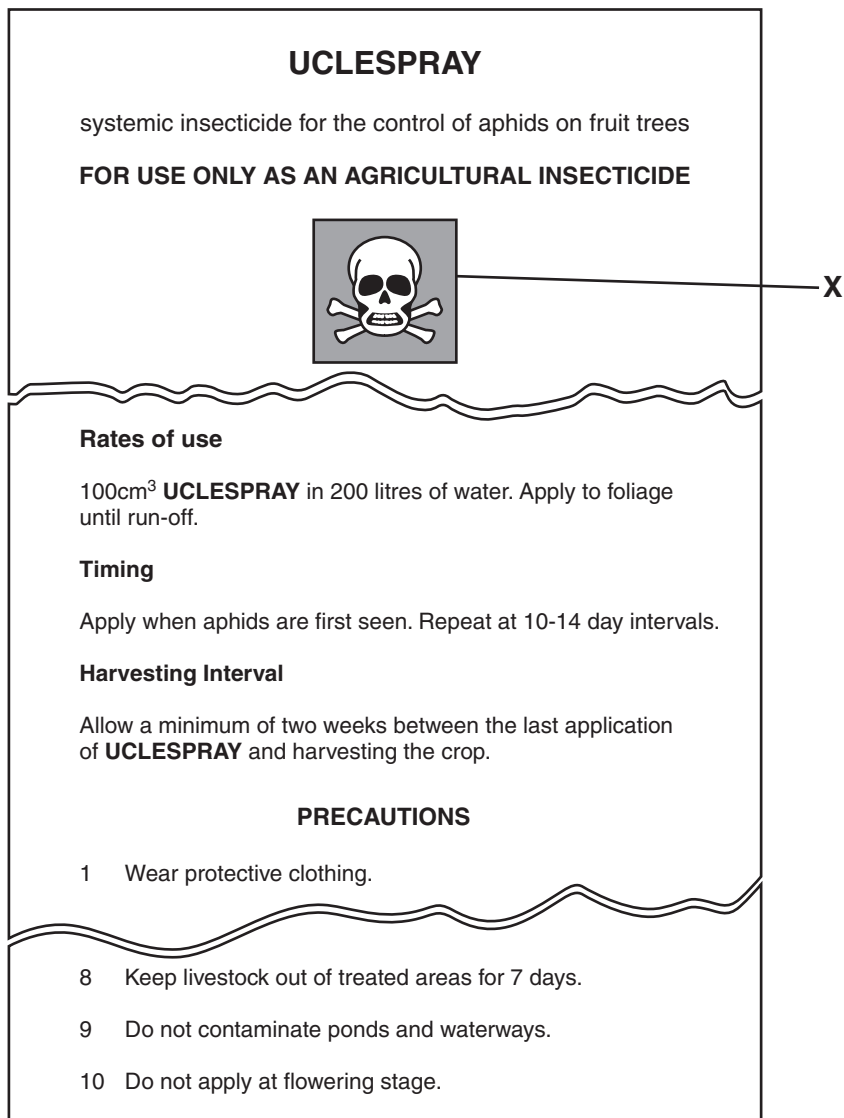 UCLESPRAY
systemic insecticide for the control of aphids on fruit trees
FOR USE ONLY AS AN AGRICULTURAL INSECTICIDE
X
Rates of use
100cm³ UCLESPRAY in 200 litres of water. Apply to foliage
until run-off.
Timing
Apply when aphids are first seen. Repeat at 10-14 day intervals.
Harvesting Interval
Allow a minimum of two weeks between the last application
of UCLESPRAY and harvesting the crop.
PRECAUTIONS
1 Wear protective clothing.
8 Keep livestock out of treated areas for 7 days.
9 Do not contaminate ponds and waterways.
10 Do not apply at flowering stage.